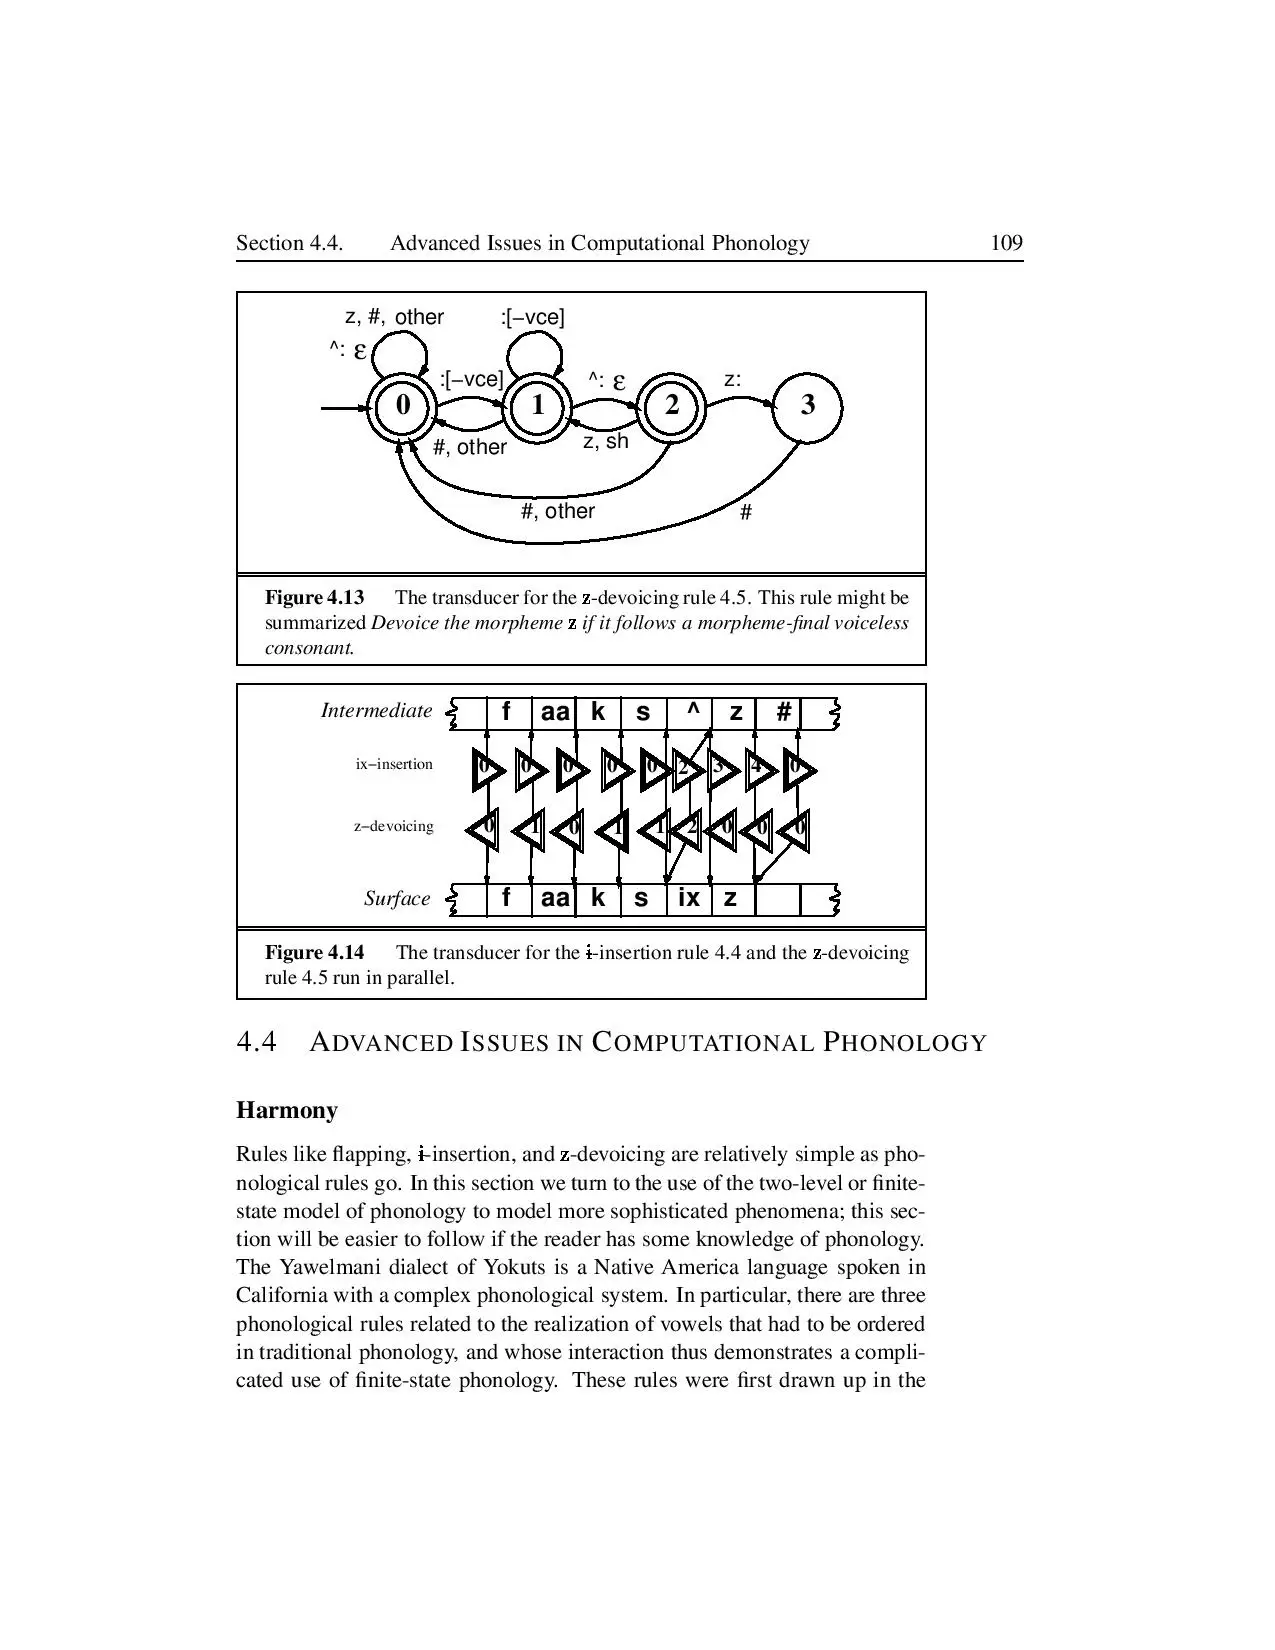 Section 4.4. Advanced Issues in Computational Phonology 109
z, #, other :[−vce]
^: ε
:[−vce] ^: ε z:
0 1 2 3
#, other z, sh
#, other #
Figure 4.13 The transducer for the z-devoicing rule 4.5. This rule might be
summarized Devoice the morpheme z if it follows a morpheme-final voiceless
consonant.
Intermediate f aa k s ^ z #
ix−insertion 0 0 0 0 0 2 3 4 0
z−devoicing 0 1 0 1 1 2 0 0 0
Surface f aa k s ix z
Figure 4.14 The transducer for the ɨ-insertion rule 4.4 and the z-devoicing
rule 4.5 run in parallel.
4.4 ADVANCED ISSUES IN COMPUTATIONAL PHONOLOGY
Harmony
Rules like flapping, ɨ-insertion, and z-devoicing are relatively simple as pho-
nological rules go. In this section we turn to the use of the two-level or finite-
state model of phonology to model more sophisticated phenomena; this sec-
tion will be easier to follow if the reader has some knowledge of phonology.
The Yawelmani dialect of Yokuts is a Native America language spoken in
California with a complex phonological system. In particular, there are three
phonological rules related to the realization of vowels that had to be ordered
in traditional phonology, and whose interaction thus demonstrates a compli-
cated use of finite-state phonology. These rules were first drawn up in the